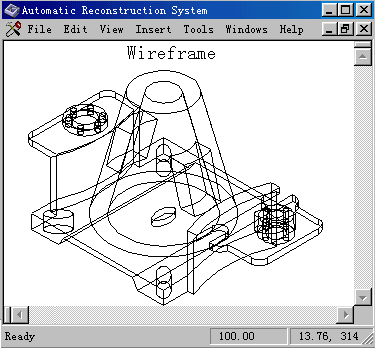 Automatic Reconstruction System
File Edit View Insert Tools Windows Help
Wireframe
Ready 100.00 13.76, 314